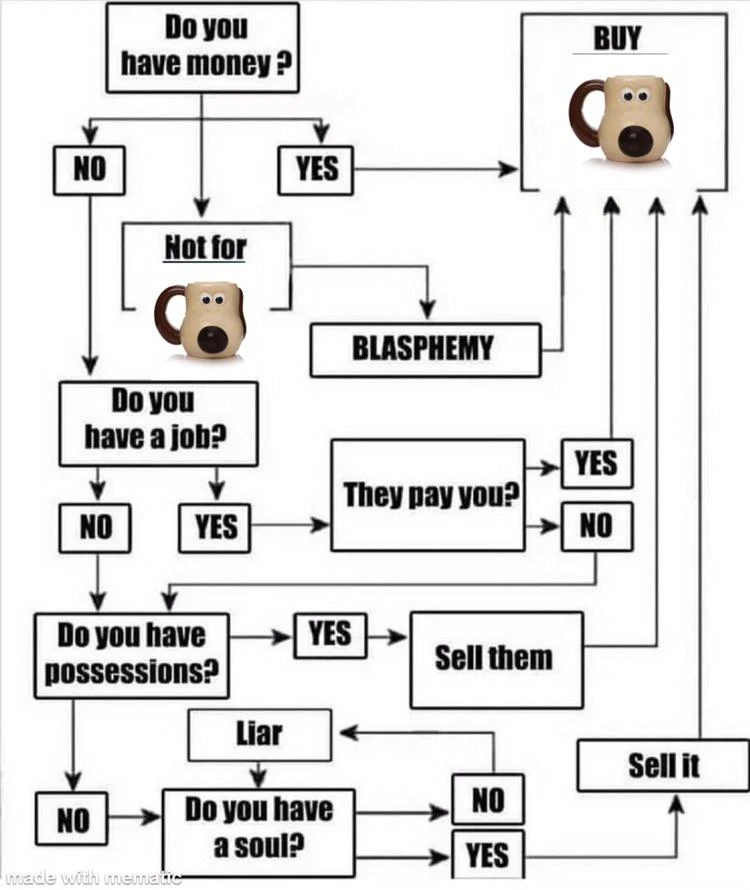 Do you
have money ?
BUY
NO
YES
Not for
BLASPHEMY
Do you
have a job?
They pay you?
YES
NO
YES
NO
Do you have
possessions?
YES
Sell them
Liar
Sell it
NO
Do you have
a soul?
NO
YES
made with mematic